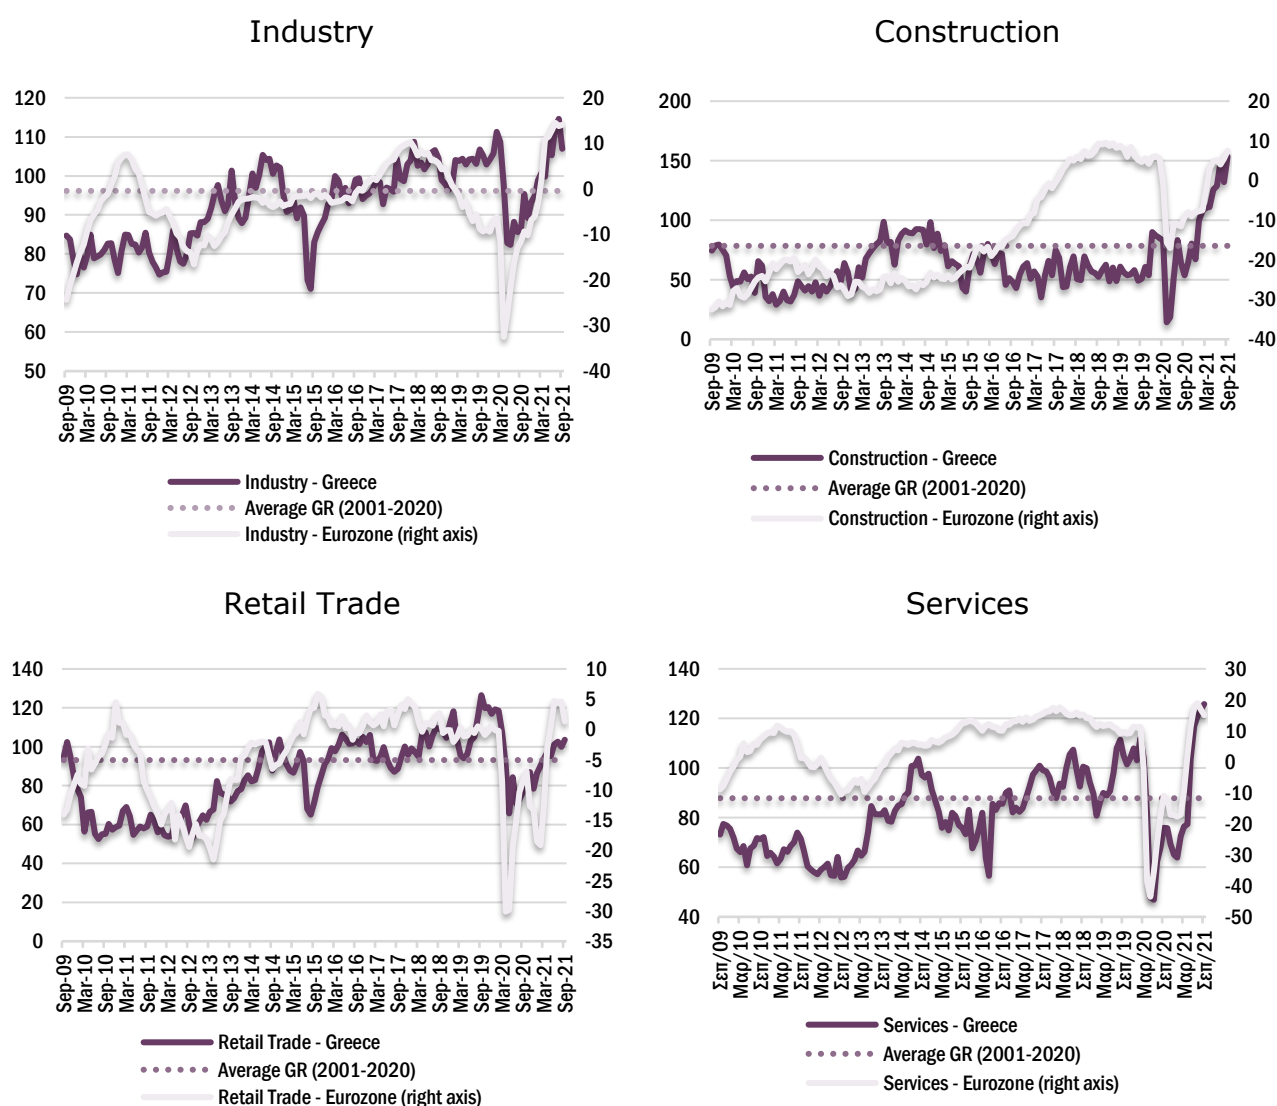 Industry
120
110
100
90
80
70
60
50
20
10
0
-10
-20
-30
-40
Sep-09
Mar-10
Sep-10
Mar-11
Sep-11
Mar-12
Sep-12
Mar-13
Sep-13
Mar-14
Sep-14
Mar-15
Sep-15
Mar-16
Sep-16
Mar-17
Sep-17
Mar-18
Sep-18
Mar-19
Sep-19
Mar-20
Sep-20
Mar-21
Sep-21
Industry - Greece
Average GR (2001-2020)
Industry - Eurozone (right axis)
Construction
200
150
100
50
0
20
10
0
-10
-20
-30
-40
Sep-09
Mar-10
Sep-10
Mar-11
Sep-11
Mar-12
Sep-12
Mar-13
Sep-13
Mar-14
Sep-14
Mar-15
Sep-15
Mar-16
Sep-16
Mar-17
Sep-17
Mar-18
Sep-18
Mar-19
Sep-19
Mar-20
Sep-20
Mar-21
Sep-21
Construction - Greece
Average GR (2001-2020)
Construction - Eurozone (right axis)
Retail Trade
140
120
100
80
60
40
20
0
10
5
0
-5
-10
-15
-20
-25
-30
-35
Sep-09
Mar-10
Sep-10
Mar-11
Sep-11
Mar-12
Sep-12
Mar-13
Sep-13
Mar-14
Sep-14
Mar-15
Sep-15
Mar-16
Sep-16
Mar-17
Sep-17
Mar-18
Sep-18
Mar-19
Sep-19
Mar-20
Sep-20
Mar-21
Sep-21
Retail Trade - Greece
Average GR (2001-2020)
Retail Trade - Eurozone (right axis)
Services
140
120
100
80
60
40
30
20
10
0
-10
-20
-30
-40
-50
Σεπ/09
Μαρ/10
Σεπ/10
Μαρ/11
Σεπ/11
Μαρ/12
Σεπ/12
Μαρ/13
Σεπ/13
Μαρ/14
Σεπ/14
Μαρ/15
Σεπ/15
Μαρ/16
Σεπ/16
Μαρ/17
Σεπ/17
Μαρ/18
Σεπ/18
Μαρ/19
Σεπ/19
Μαρ/20
Σεπ/20
Μαρ/21
Σεπ/21
Services - Greece
Average GR (2001-2020)
Services - Eurozone (right axis)